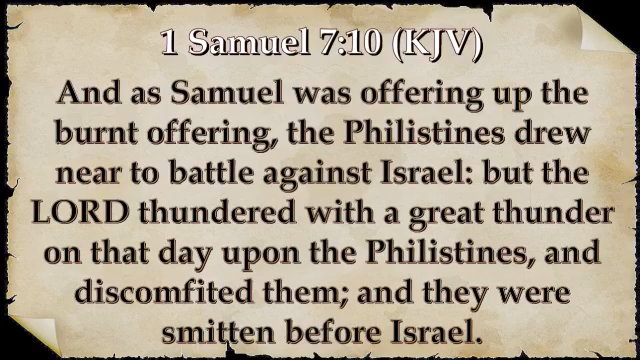 1 Samuel 7:10 (KJV)
And as Samuel was offering up the
burnt offering, the Philistines drew
near to battle against Israel: but the
LORD thundered with a great thunder
on that day upon the Philistines, and
discomfited them; and they were
smitten before Israel.